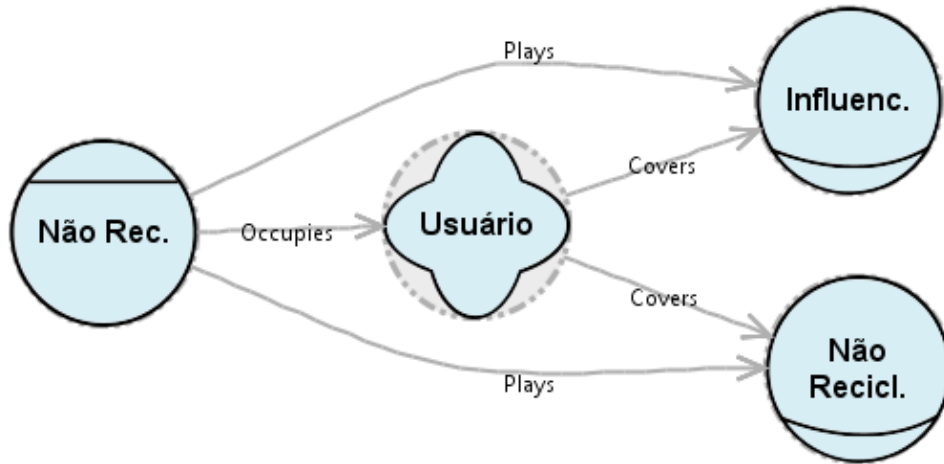 Plays
Influenc.
Covers
Não Rec.
Occupies
Usuário
Covers
Não
Recicl.
Plays